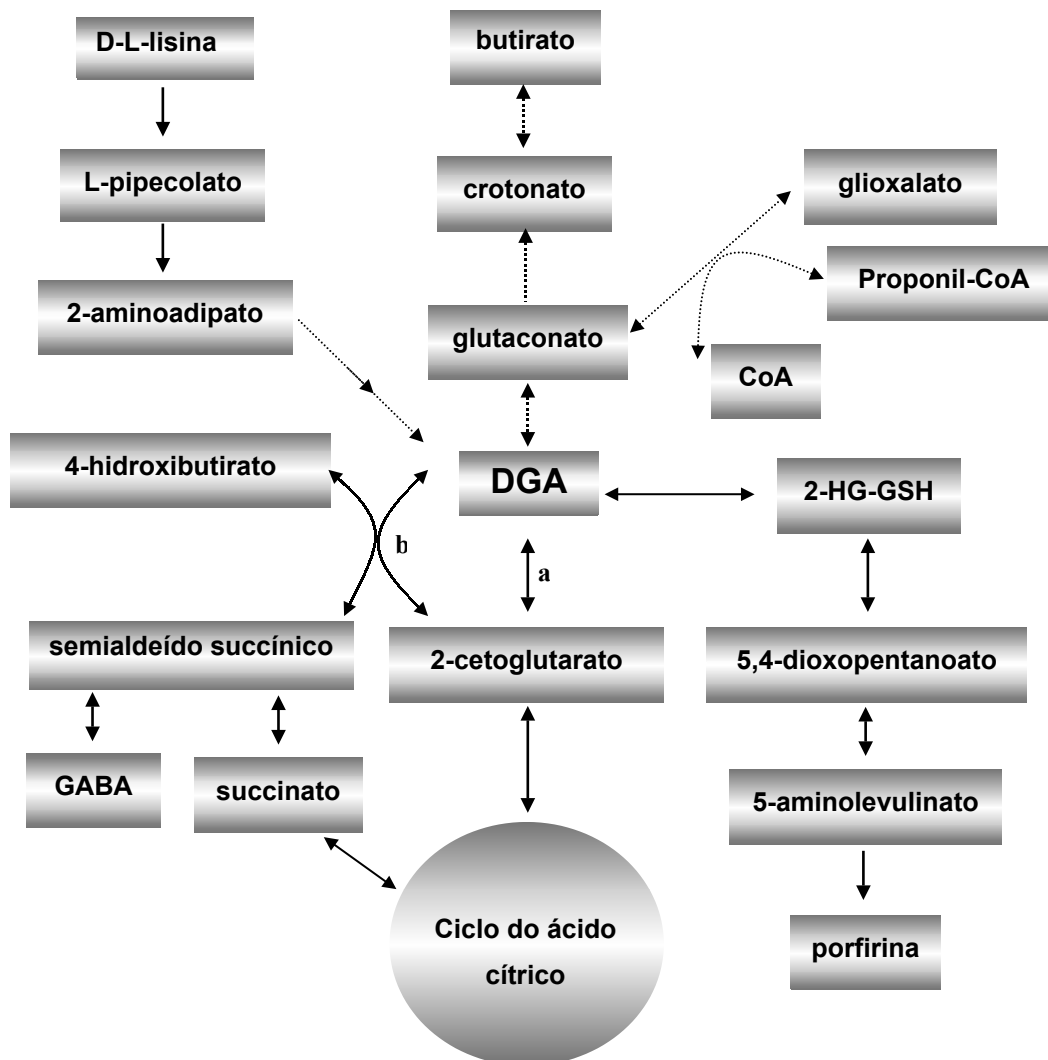 D-L-lisina
butirato
L-pipecolato
crotonato
glioxalato
2-aminoadipato
Proponil-CoA
glutaconato
CoA
4-hidroxibutirato
DGA
2-HG-GSH
b
a
semialdeído succínico
2-cetoglutarato
5,4-dioxopentanoato
GABA
succinato
5-aminolevulinato
Ciclo do ácido
cítrico
porfirina